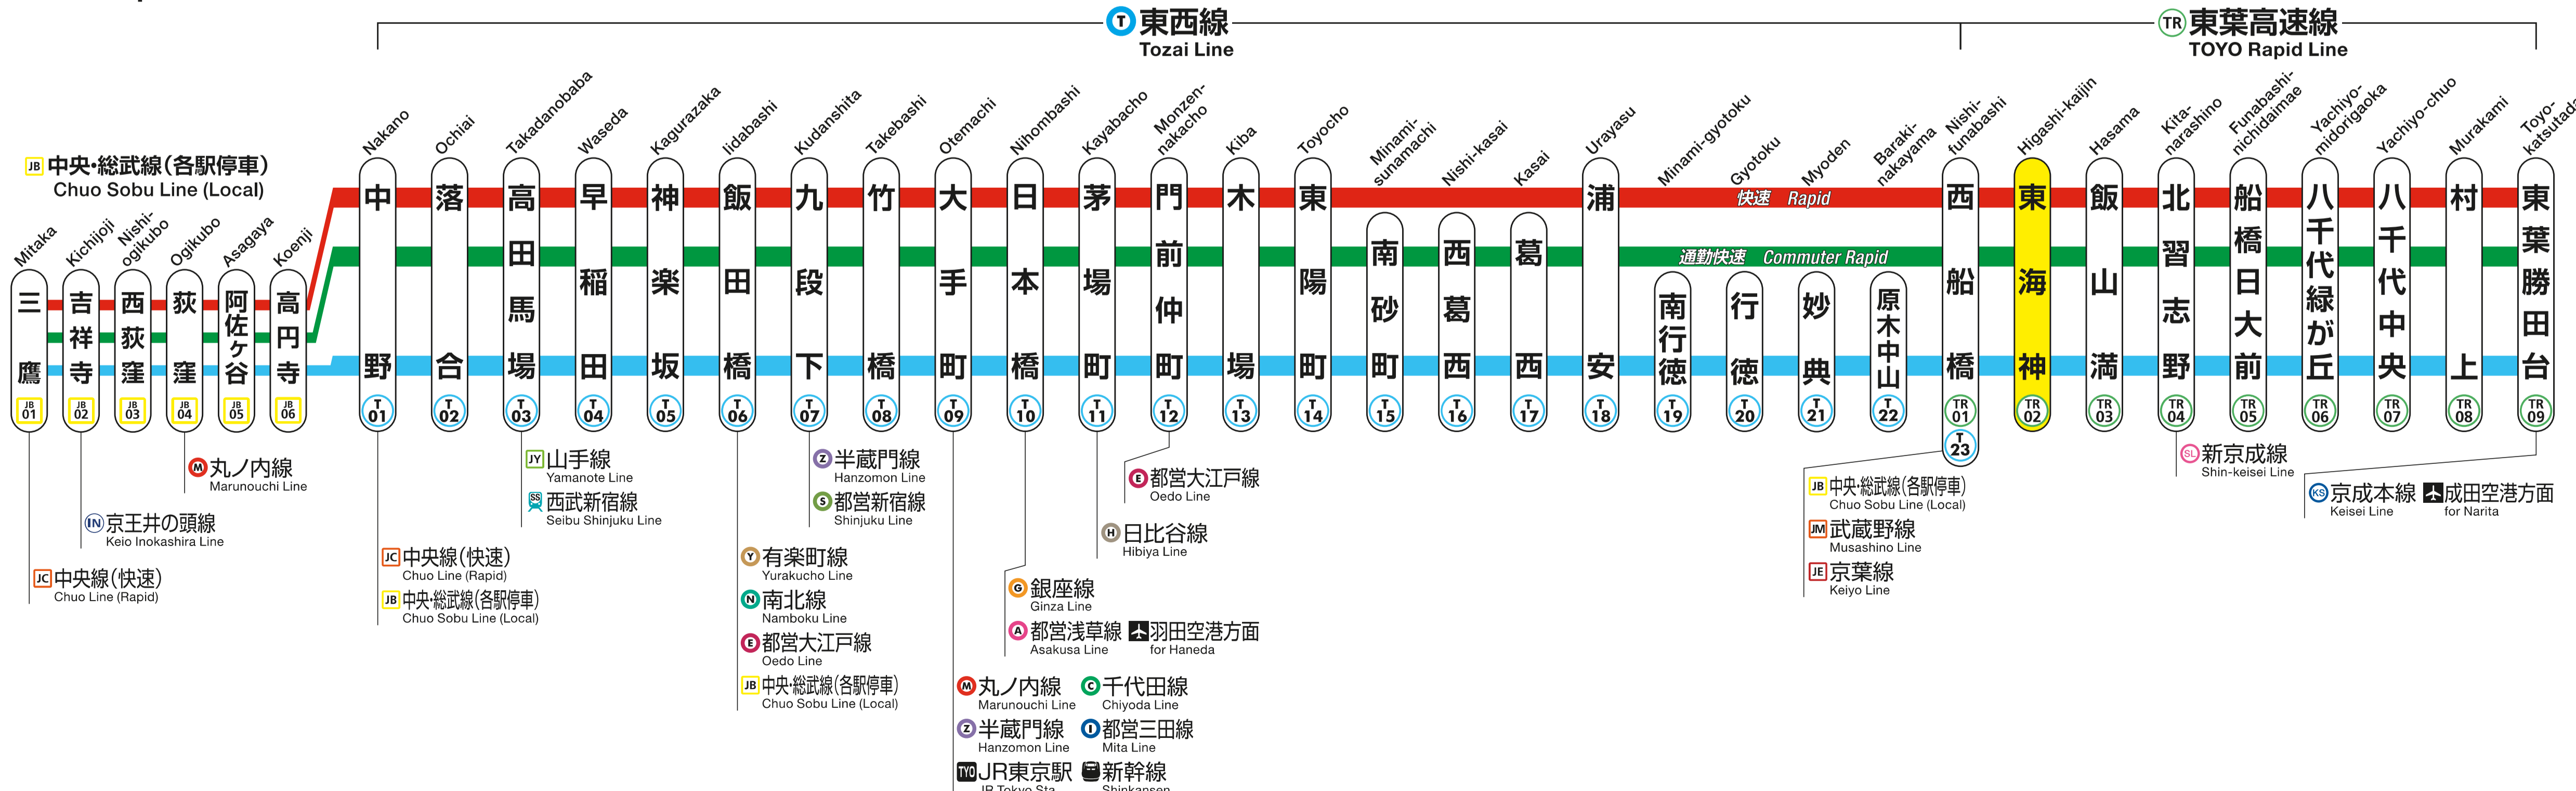 T 東西線
Tozai Line
TR 東葉高速線
TOYO Rapid Line
JB 中央・総武線(各駅停車)
Chuo Sobu Line (Local)
Mitaka
三鷹
JB 01
Kichijoji
吉祥寺
JB 02
Nishi-
ogikubo
西荻窪
JB 03
Ogikubo
荻窪
JB 04
Asagaya
阿佐ヶ谷
JB 05
Koenji
高円寺
JB 06
Nakano
中野
T 01
Ochiai
落合
T 02
Takadanobaba
高田馬場
T 03
Waseda
早稲田
T 04
Kagurazaka
神楽坂
T 05
Iidabashi
飯田橋
T 06
Kudanshita
九段下
T 07
Takebashi
竹橋
T 08
Otemachi
大手町
T 09
Nihombashi
日本橋
T 10
Kayabacho
茅場町
T 11
Monzen-
nakacho
門前仲町
T 12
Kiba
木場
T 13
Toyocho
東陽町
T 14
Minami-
sunamachi
南砂町
T 15
Nishi-kasai
西葛西
T 16
Kasai
葛西
T 17
Urayasu
浦安
T 18
快速 Rapid
通勤快速 Commuter Rapid
Minami-gyotoku
南行徳
T 19
Gyotoku
行徳
T 20
Myoden
妙典
T 21
Baraki-
nakayama
原木中山
T 22
Nishi-
funabashi
西船橋
TR 01
T 23
Higashi-kaijin
東海神
TR 02
Hasama
飯山満
TR 03
Kita-
narashino
北習志野
TR 04
Funabashi-
nichidaimae
船橋日大前
TR 05
Yachiyo-
midorigaoka
八千代緑が丘
TR 06
Yachiyo-chuo
八千代中央
TR 07
Murakami
村上
TR 08
Toyo-
katsutada
東葉勝田台
TR 09
JC 中央線(快速)
Chuo Line (Rapid)
IN 京王井の頭線
Keio Inokashira Line
M 丸ノ内線
Marunouchi Line
JC 中央線(快速)
Chuo Line (Rapid)
JB 中央・総武線(各駅停車)
Chuo Sobu Line (Local)
JY 山手線
Yamanote Line
SS 西武新宿線
Seibu Shinjuku Line
Y 有楽町線
Yurakucho Line
N 南北線
Namboku Line
E 都営大江戸線
Oedo Line
JB 中央・総武線(各駅停車)
Chuo Sobu Line (Local)
Z 半蔵門線
Hanzomon Line
S 都営新宿線
Shinjuku Line
M 丸ノ内線 C 千代田線
Marunouchi Line Chiyoda Line
Z 半蔵門線 I 都営三田線
Hanzomon Line Mita Line
TYO JR東京駅 新幹線
JR Tokyo Sta. Shinkansen
G 銀座線
Ginza Line
A 都営浅草線 羽田空港方面
Asakusa Line for Haneda
H 日比谷線
Hibiya Line
E 都営大江戸線
Oedo Line
JB 中央・総武線(各駅停車)
Chuo Sobu Line (Local)
JM 武蔵野線
Musashino Line
JE 京葉線
Keiyo Line
SL 新京成線
Shin-keisei Line
KS 京成本線 成田空港方面
Keisei Line for Narita